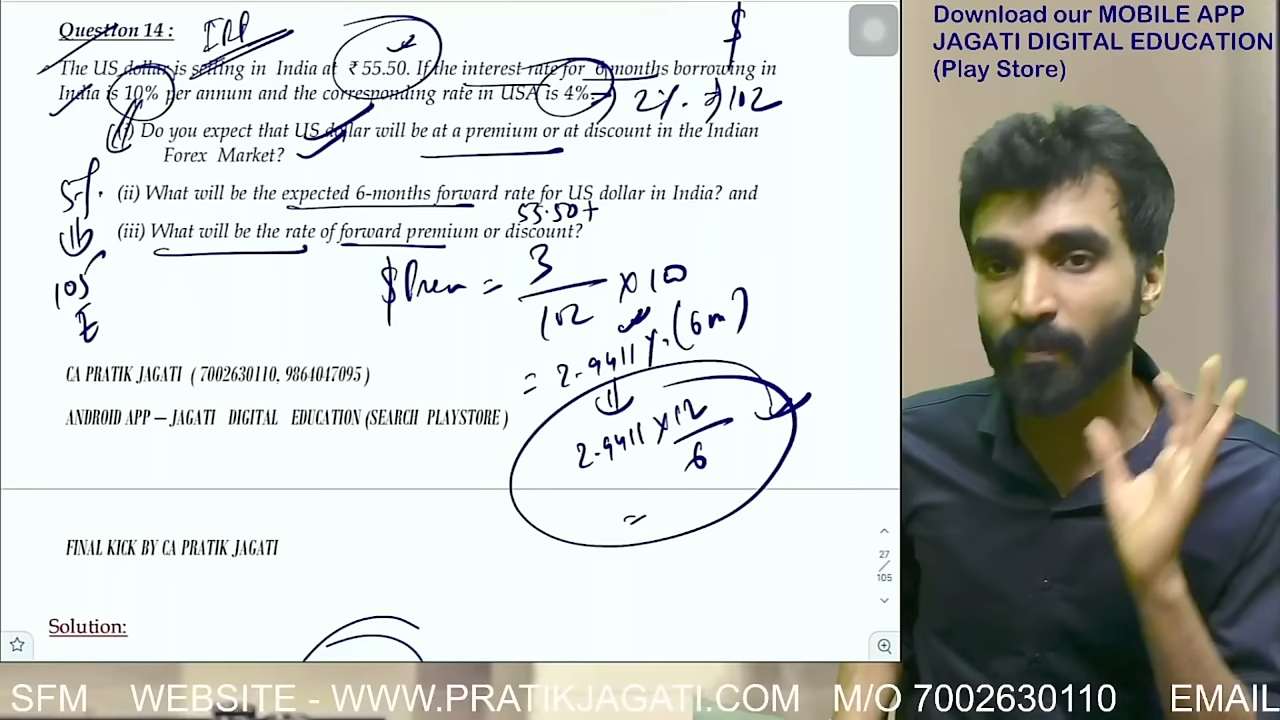 Download our MOBILE APP
JAGATI DIGITAL EDUCATION
(Play Store)
Question 14 :
IRP
$
The US dollar is selling in India at ₹ 55.50. If the interest rate for 6 months borrowing in
India is 10% per annum and the corresponding rate in USA is 4%.
⇒ 2% ⇒ 102
(i) Do you expect that US dollar will be at a premium or at discount in the Indian
Forex Market?
5%
(ii) What will be the expected 6-months forward rate for US dollar in India? and
55.50+
(iii) What will be the rate of forward premium or discount?
105
$ Prem = 3/102 × 100
= 2.9411 % (6m)
2.9411 × 12/6
=
CA PRATIK JAGATI ( 7002630110, 9864047095 )
ANDROID APP – JAGATI DIGITAL EDUCATION (SEARCH PLAYSTORE )
FINAL KICK BY CA PRATIK JAGATI
27
/
105
Solution:
SFM WEBSITE - WWW.PRATIKJAGATI.COM M/O 7002630110 EMAIL